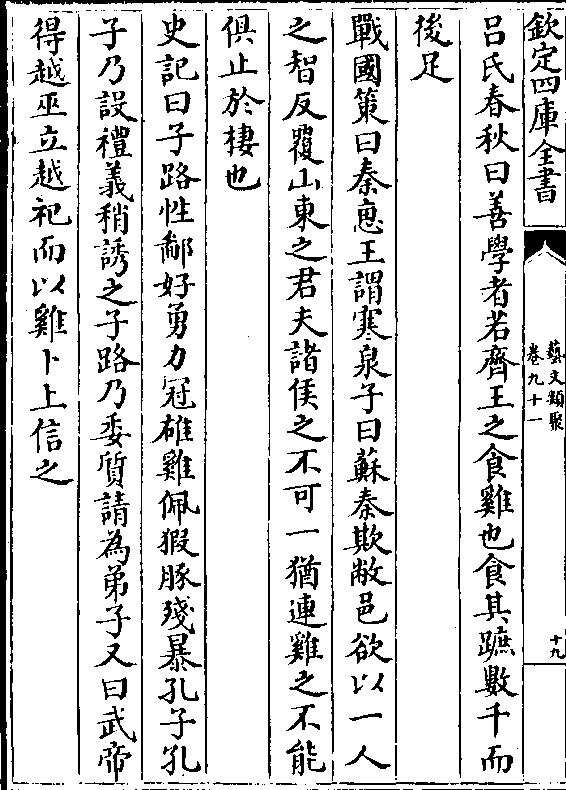 欽定四庫全書
藝文類聚
卷九十一
十九
呂氏春秋曰善學者若齊王之食雞也食其蹠數千而
後足
戰國策曰秦惠王謂寒泉子曰蘇秦欺敝邑欲以一人
之智反覆山東之君夫諸侯之不可一猶連雞之不能
俱止於棲也
史記曰子路性鄙好勇力冠雄雞佩猳豚殘暴孔子孔
子乃設禮義稍誘之子路乃委質請為弟子又曰武帝
得越巫立越祀而以雞卜上信之